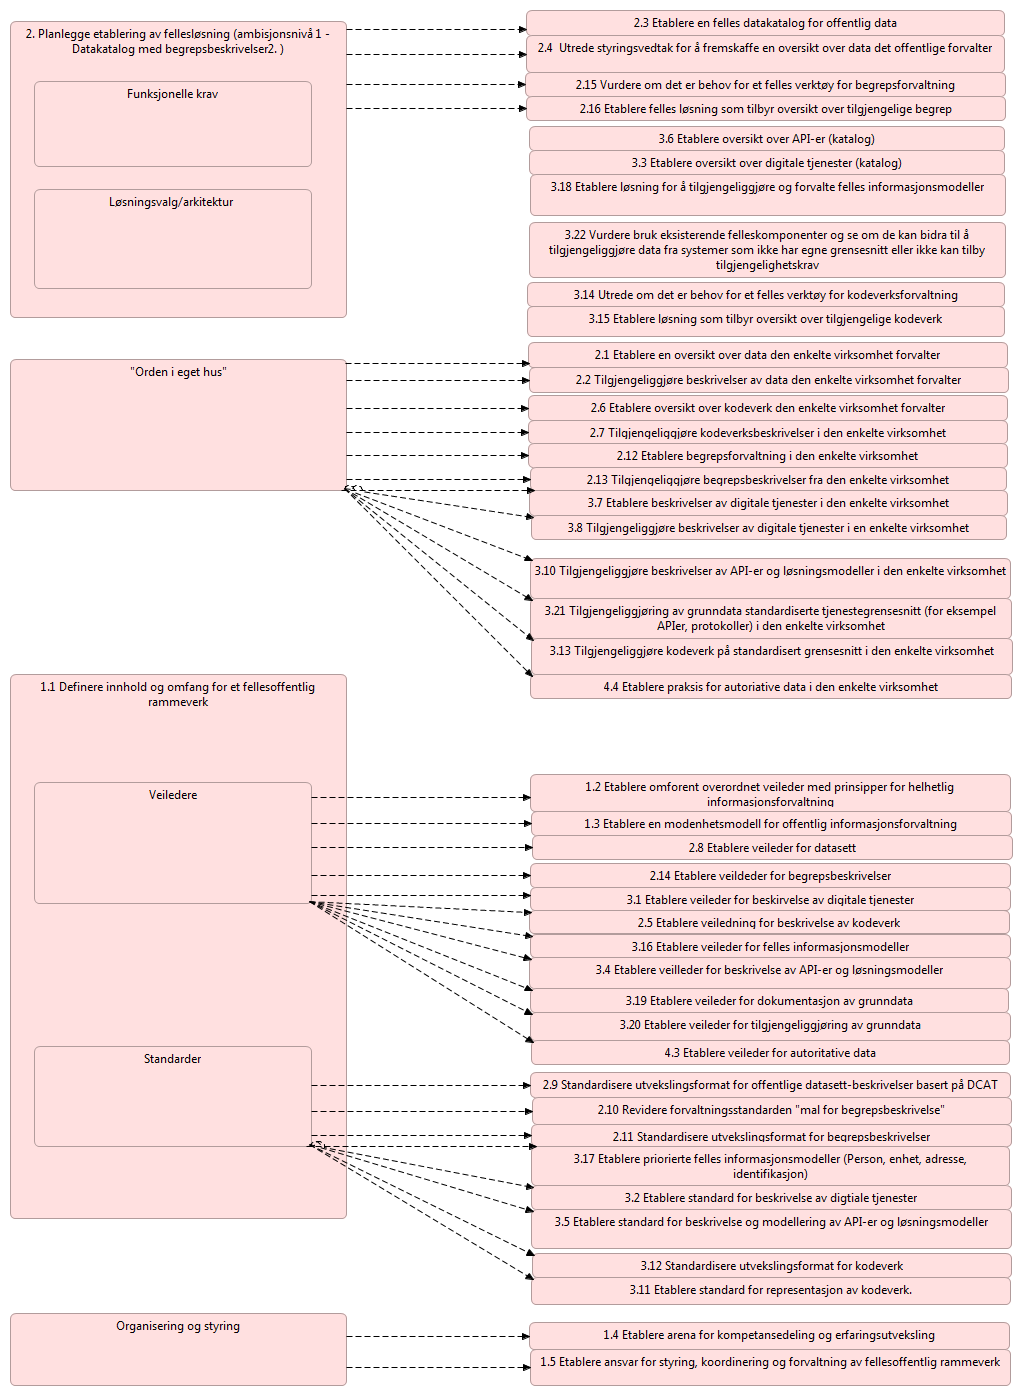 2. Planlegge etablering av fellesløsning (ambisjonsnivå 1 -
Datakatalog med begrepsbeskrivelser2. )
Funksjonelle krav
Løsningsvalg/arkitektur
2.3 Etablere en felles datakatalog for offentlig data
2.4  Utrede styringsvedtak for å fremskaffe en oversikt over data det offentlige forvalter
2.15 Vurdere om det er behov for et felles verktøy for begrepsforvaltning
2.16 Etablere felles løsning som tilbyr oversikt over tilgjengelige begrep
3.6 Etablere oversikt over API-er (katalog)
3.3 Etablere oversikt over digitale tjenester (katalog)
3.18 Etablere løsning for å tilgjengeliggjøre og forvalte felles informasjonsmodeller
3.22 Vurdere bruk eksisterende felleskomponenter og se om de kan bidra til å
tilgjengeliggjøre data fra systemer som ikke har egne grensesnitt eller ikke kan tilby
tilgjengelighetskrav
3.14 Utrede om det er behov for et felles verktøy for kodeverksforvaltning
3.15 Etablere løsning som tilbyr oversikt over tilgjengelige kodeverk
"Orden i eget hus"
2.1 Etablere en oversikt over data den enkelte virksomhet forvalter
2.2 Tilgjengeliggjøre beskrivelser av data den enkelte virksomhet forvalter
2.6 Etablere oversikt over kodeverk den enkelte virksomhet forvalter
2.7 Tilgjengeliggjøre kodeverksbeskrivelser i den enkelte virksomhet
2.12 Etablere begrepsforvaltning i den enkelte virksomhet
2.13 Tilgjengeliggjøre begrepsbeskrivelser fra den enkelte virksomhet
3.7 Etablere beskrivelser av digitale tjenester i den enkelte virksomhet
3.8 Tilgjengeliggjøre beskrivelser av digitale tjenester i en enkelte virksomhet
3.10 Tilgjengeliggjøre beskrivelser av API-er og løsningsmodeller i den enkelte virksomhet
3.21 Tilgjengeliggjøring av grunndata standardiserte tjenestegrensesnitt (for eksempel
APIer, protokoller) i den enkelte virksomhet
3.13 Tilgjengeliggjøre kodeverk på standardisert grensesnitt i den enkelte virksomhet
4.4 Etablere praksis for autoriative data i den enkelte virksomhet
1.1 Definere innhold og omfang for et fellesoffentlig
rammeverk
Veiledere
Standarder
1.2 Etablere omforent overordnet veileder med prinsipper for helhetlig
informasjonsforvaltning
1.3 Etablere en modenhetsmodell for offentlig informasjonsforvaltning
2.8 Etablere veileder for datasett
2.14 Etablere veildeder for begrepsbeskrivelser
3.1 Etablere veileder for beskirvelse av digitale tjenester
2.5 Etablere veiledning for beskrivelse av kodeverk
3.16 Etablere veileder for felles informasjonsmodeller
3.4 Etablere veilleder for beskrivelse av API-er og løsningsmodeller
3.19 Etablere veileder for dokumentasjon av grunndata
3.20 Etablere veileder for tilgjengeliggjøring av grunndata
4.3 Etablere veileder for autoritative data
2.9 Standardisere utvekslingsformat for offentlige datasett-beskrivelser basert på DCAT
2.10 Revidere forvaltningsstandarden "mal for begrepsbeskrivelse"
2.11 Standardisere utvekslingsformat for begrepsbeskrivelser
3.17 Etablere priorierte felles informasjonsmodeller (Person, enhet, adresse,
identifikasjon)
3.2 Etablere standard for beskrivelse av digtiale tjenester
3.5 Etablere standard for beskrivelse og modellering av API-er og løsningsmodeller
3.12 Standardisere utvekslingsformat for kodeverk
3.11 Etablere standard for representasjon av kodeverk.
Organisering og styring
1.4 Etablere arena for kompetansedeling og erfaringsutveksling
1.5 Etablere ansvar for styring, koordinering og forvaltning av fellesoffentlig rammeverk